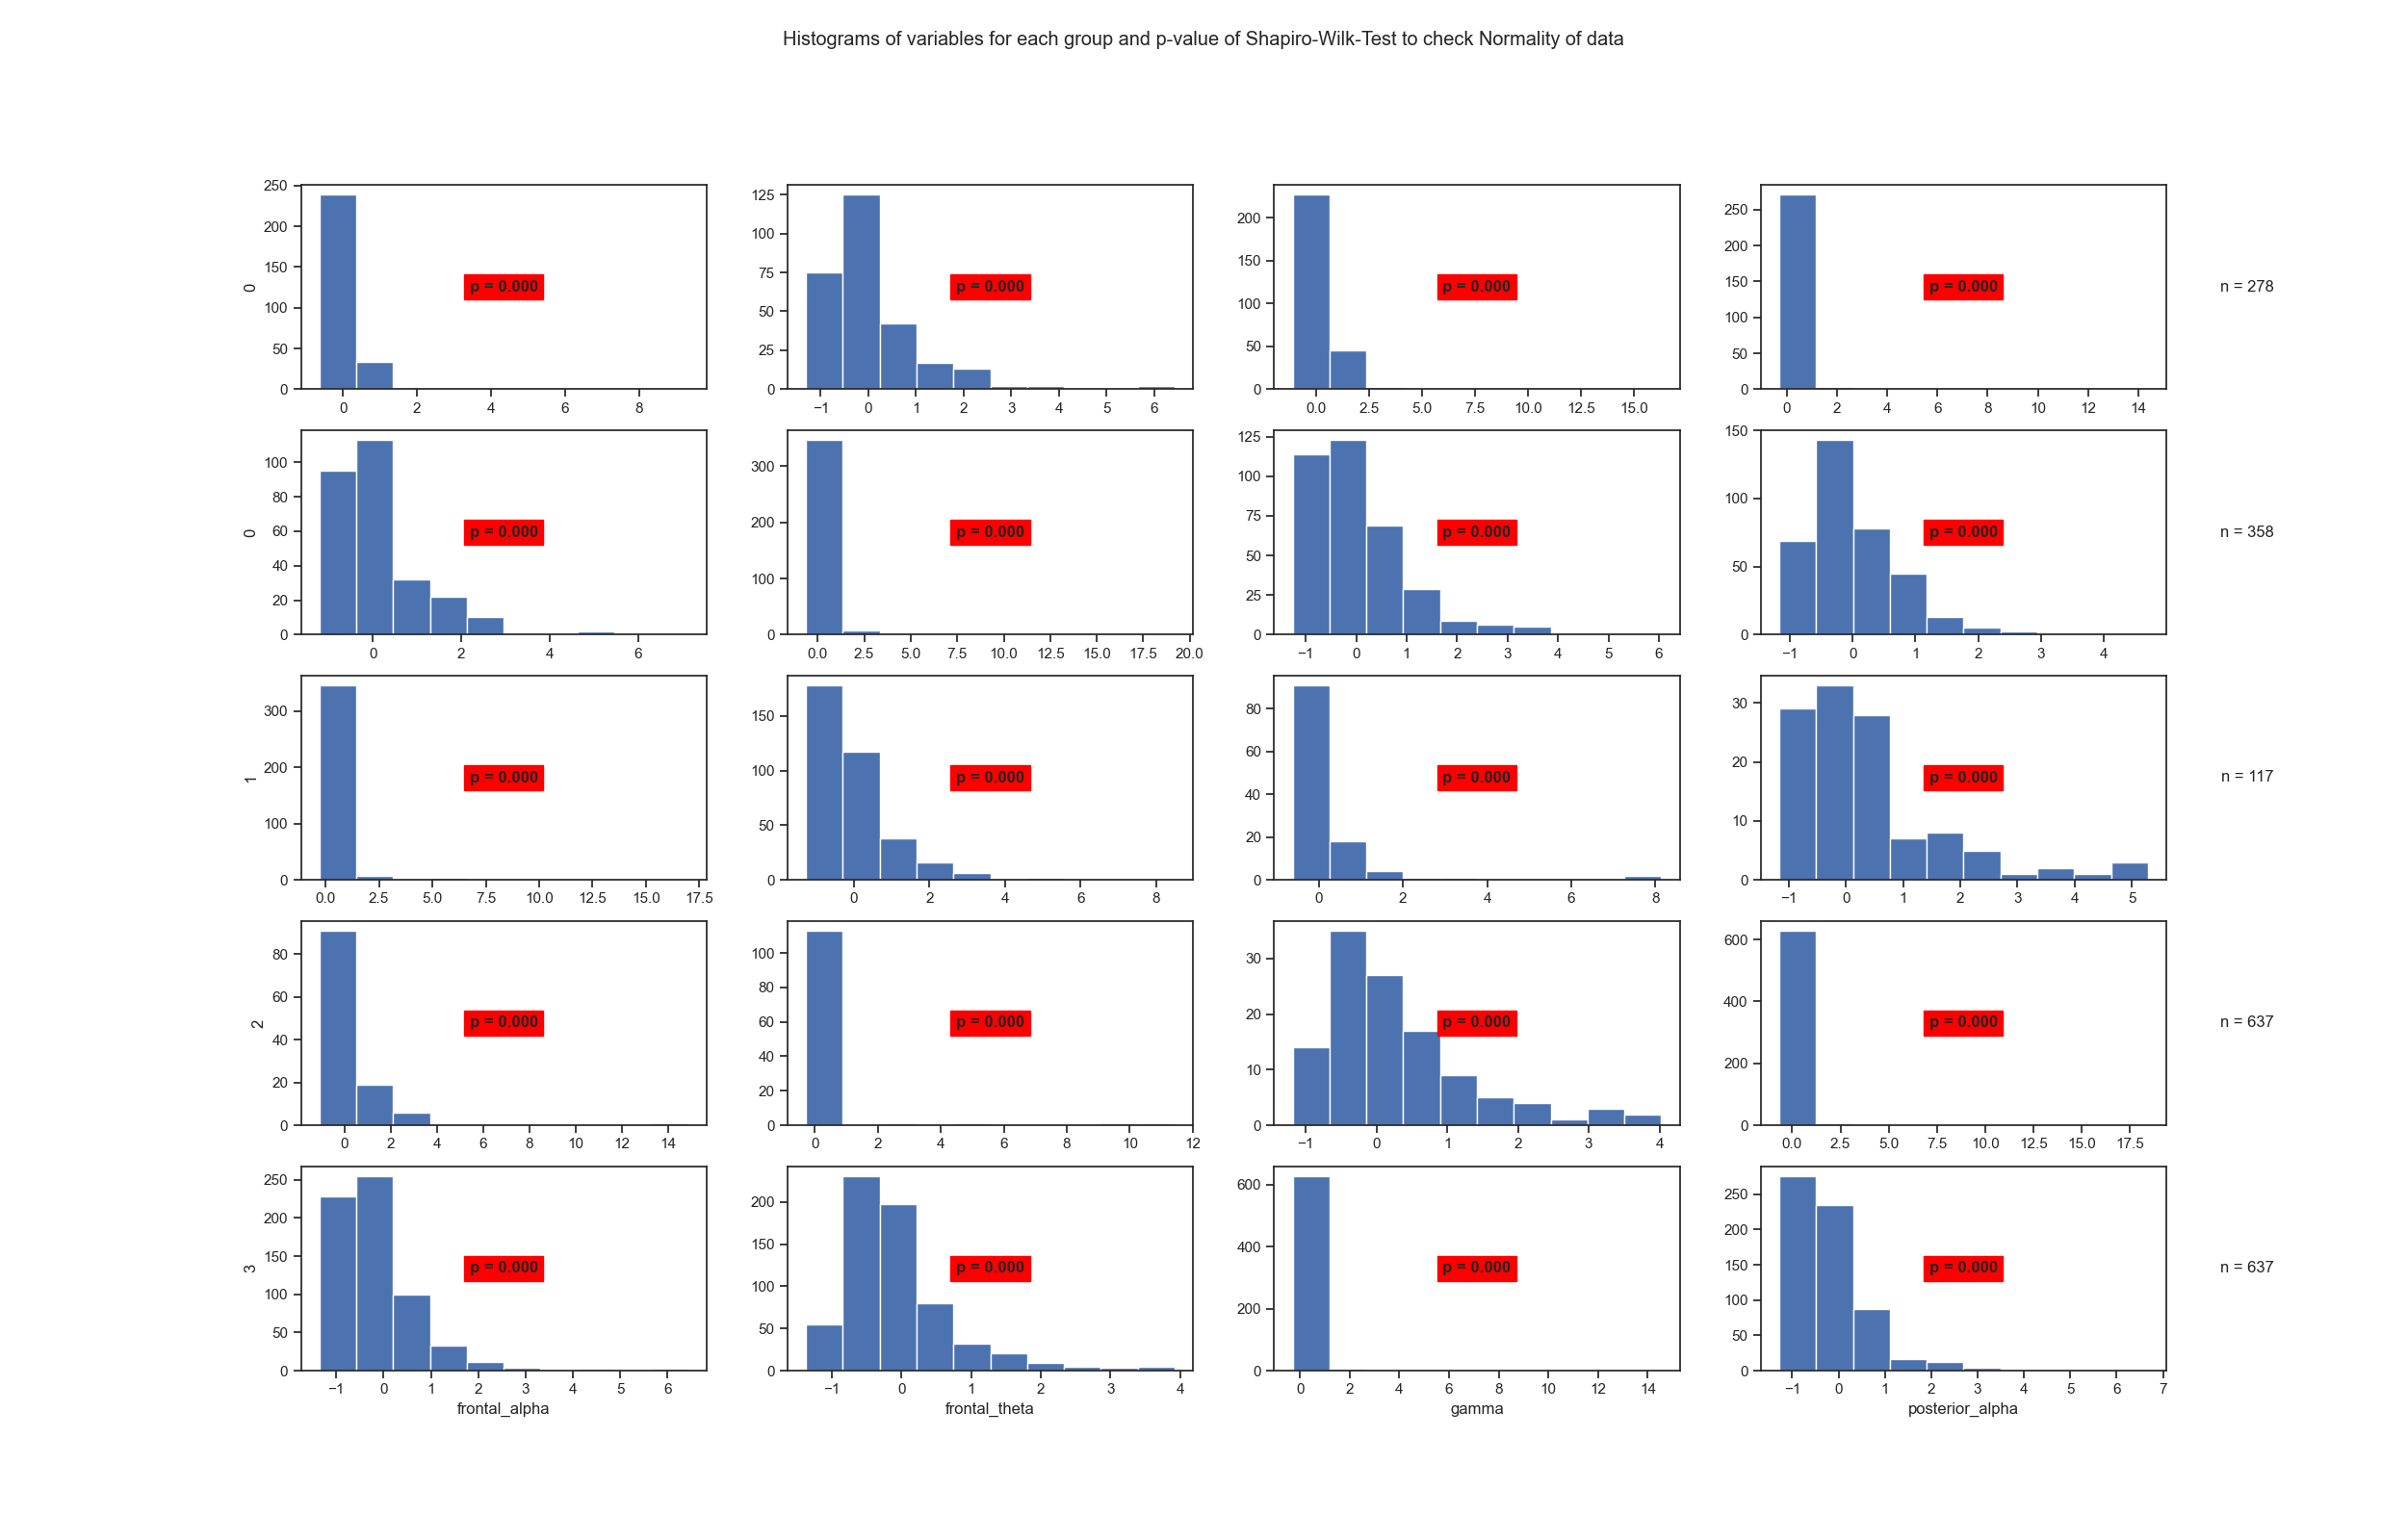 Histograms of variables for each group and p-value of Shapiro-Wilk-Test to check Normality of data
250
200
150
100
50
0
0
p = 0.000
0 2 4 6 8
125
100
75
50
25
0
p = 0.000
−1 0 1 2 3 4 5 6
200
150
100
50
0
p = 0.000
0.0 2.5 5.0 7.5 10.0 12.5 15.0
250
200
150
100
50
0
p = 0.000
0 2 4 6 8 10 12 14
n = 278
100
80
60
40
20
0
0
p = 0.000
0 2 4 6
300
200
100
0
p = 0.000
0.0 2.5 5.0 7.5 10.0 12.5 15.0 17.5 20.0
125
100
75
50
25
0
p = 0.000
−1 0 1 2 3 4 5 6
150
100
50
0
p = 0.000
−1 0 1 2 3 4
n = 358
300
200
100
0
1
p = 0.000
0.0 2.5 5.0 7.5 10.0 12.5 15.0 17.5
150
100
50
0
p = 0.000
0 2 4 6 8
80
60
40
20
0
p = 0.000
0 2 4 6 8
30
20
10
0
p = 0.000
−1 0 1 2 3 4 5
n = 117
80
60
40
20
0
2
p = 0.000
0 2 4 6 8 10 12 14
100
80
60
40
20
0
p = 0.000
0 2 4 6 8 10 12
30
20
10
0
p = 0.000
−1 0 1 2 3 4
600
400
200
0
p = 0.000
0.0 2.5 5.0 7.5 10.0 12.5 15.0 17.5
n = 637
250
200
150
100
50
0
3
p = 0.000
−1 0 1 2 3 4 5 6
frontal_alpha
200
150
100
50
0
p = 0.000
−1 0 1 2 3 4
frontal_theta
600
400
200
0
p = 0.000
0 2 4 6 8 10 12 14
gamma
250
200
150
100
50
0
p = 0.000
−1 0 1 2 3 4 5 6 7
posterior_alpha
n = 637